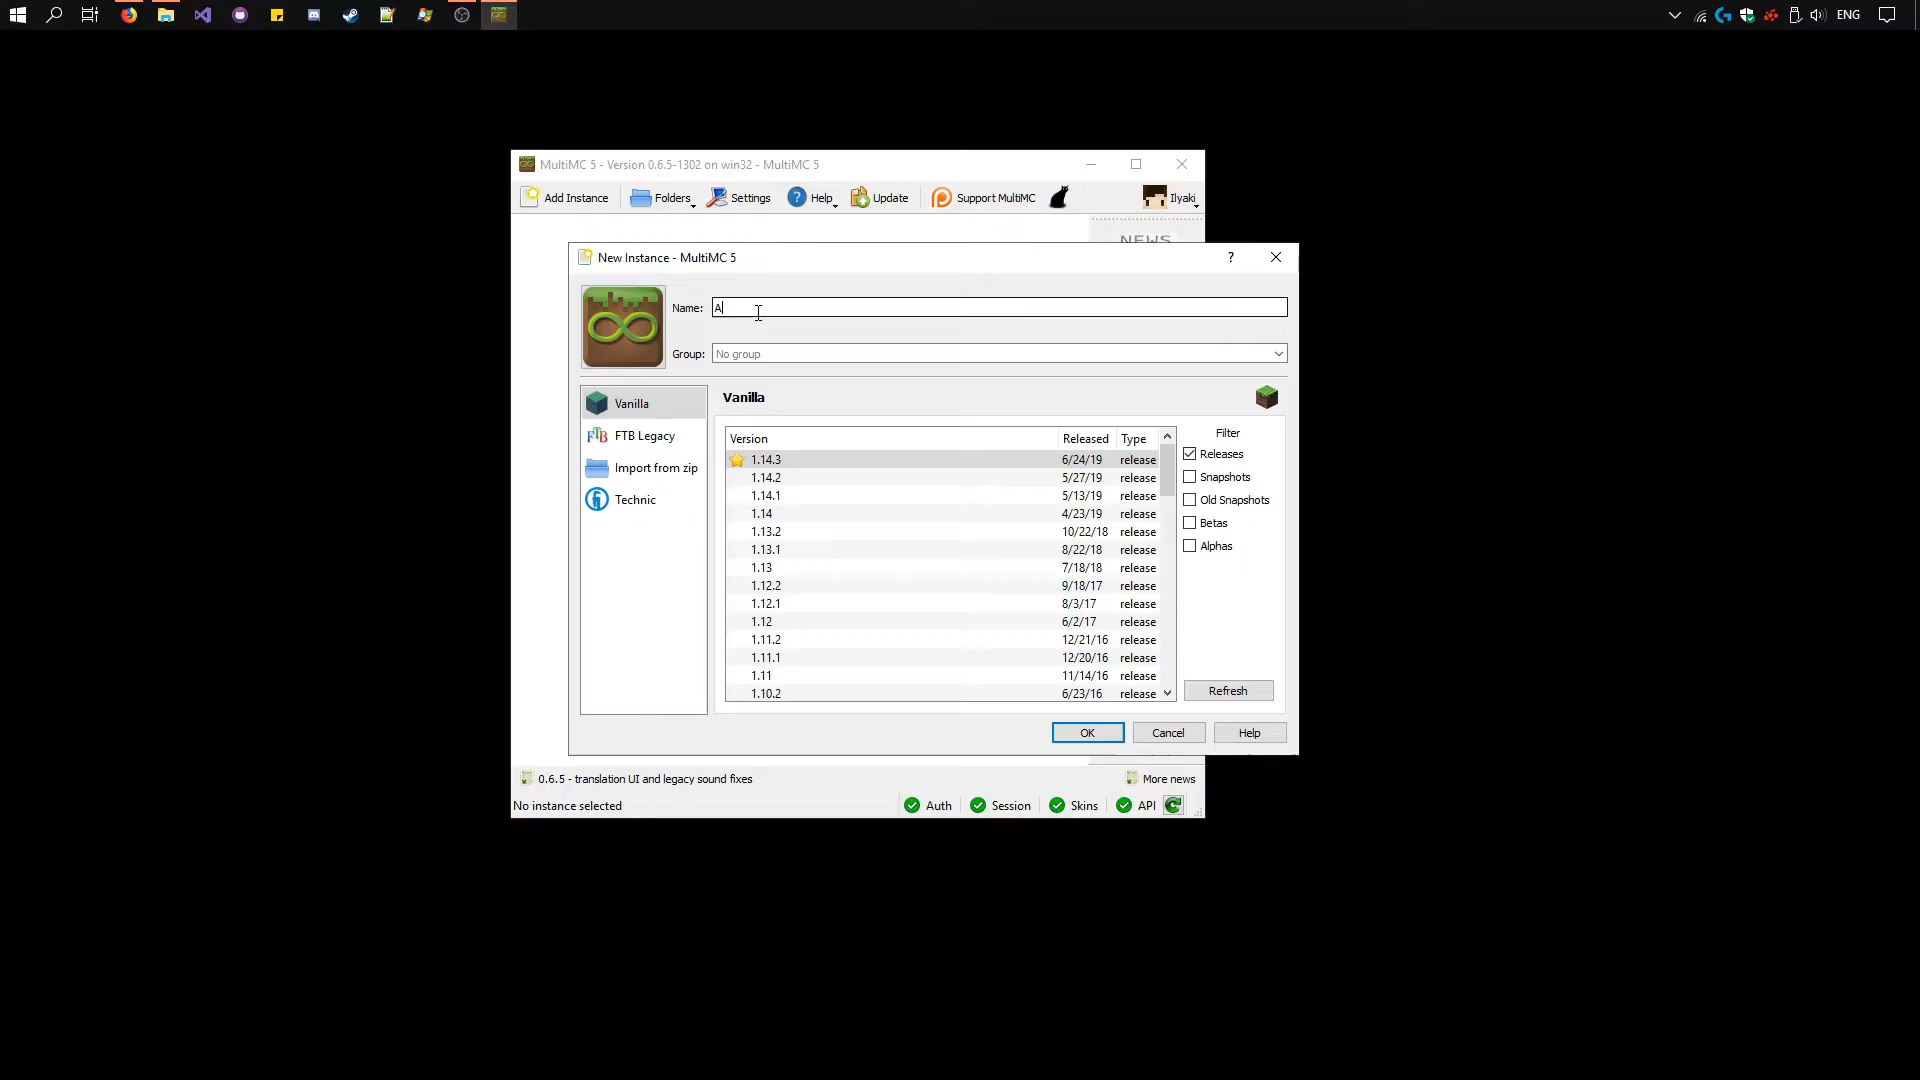 ENG
MultiMC 5 - Version 0.6.5-1302 on win32 - MultiMC 5
Add Instance Folders Settings Help Update Support MultiMC Ilyaki
NEWS
New Instance - MultiMC 5
Name: A
Group: No group
Vanilla
FTB Legacy
Import from zip
Technic
Vanilla
Version Released Type
1.14.3 6/24/19 release
1.14.2 5/27/19 release
1.14.1 5/13/19 release
1.14 4/23/19 release
1.13.2 10/22/18 release
1.13.1 8/22/18 release
1.13 7/18/18 release
1.12.2 9/18/17 release
1.12.1 8/3/17 release
1.12 6/2/17 release
1.11.2 12/21/16 release
1.11.1 12/20/16 release
1.11 11/14/16 release
1.10.2 6/23/16 release
Filter
Releases
Snapshots
Old Snapshots
Betas
Alphas
Refresh
OK Cancel Help
0.6.5 - translation UI and legacy sound fixes More news
No instance selected Auth Session Skins API